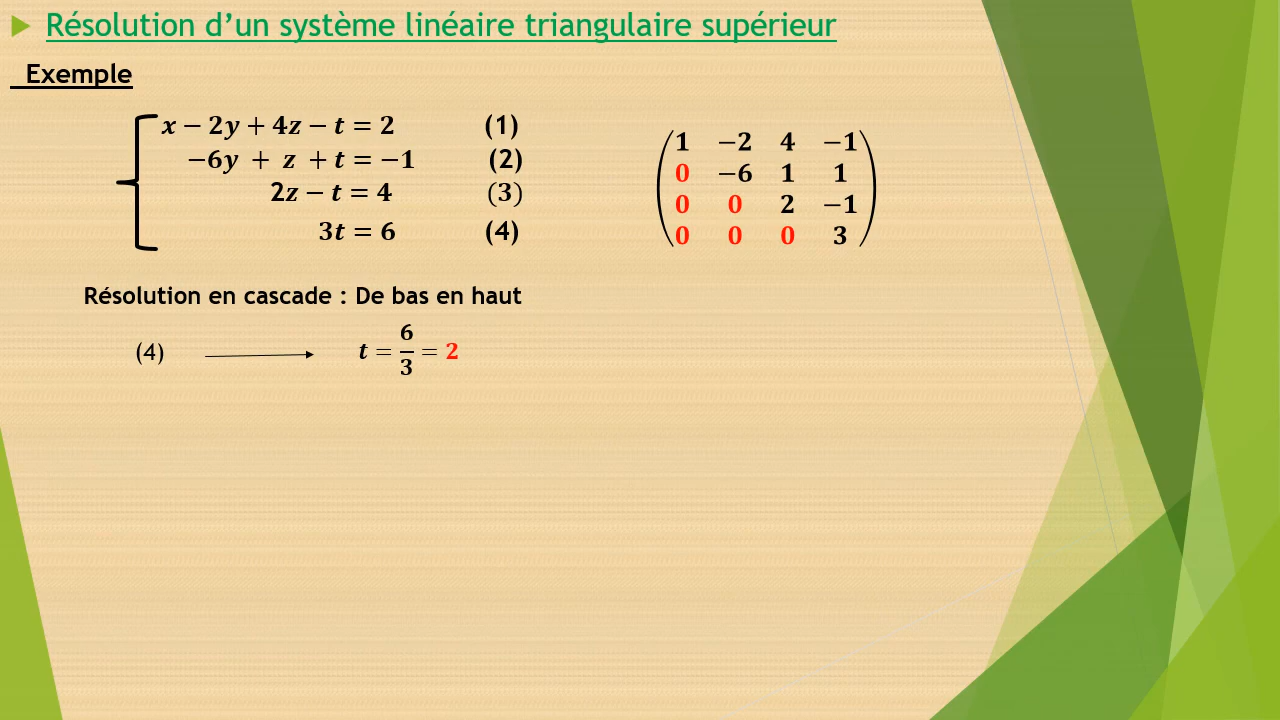 Résolution d’un système linéaire triangulaire supérieur
Exemple
x − 2y + 4z − t = 2 (1)
−6y + z + t = −1 (2)
2z − t = 4 (3)
3t = 6 (4)
1 −2 4 −1
0 −6 1 1
0 0 2 −1
0 0 0 3
Résolution en cascade : De bas en haut
(4) t = 6/3 = 2